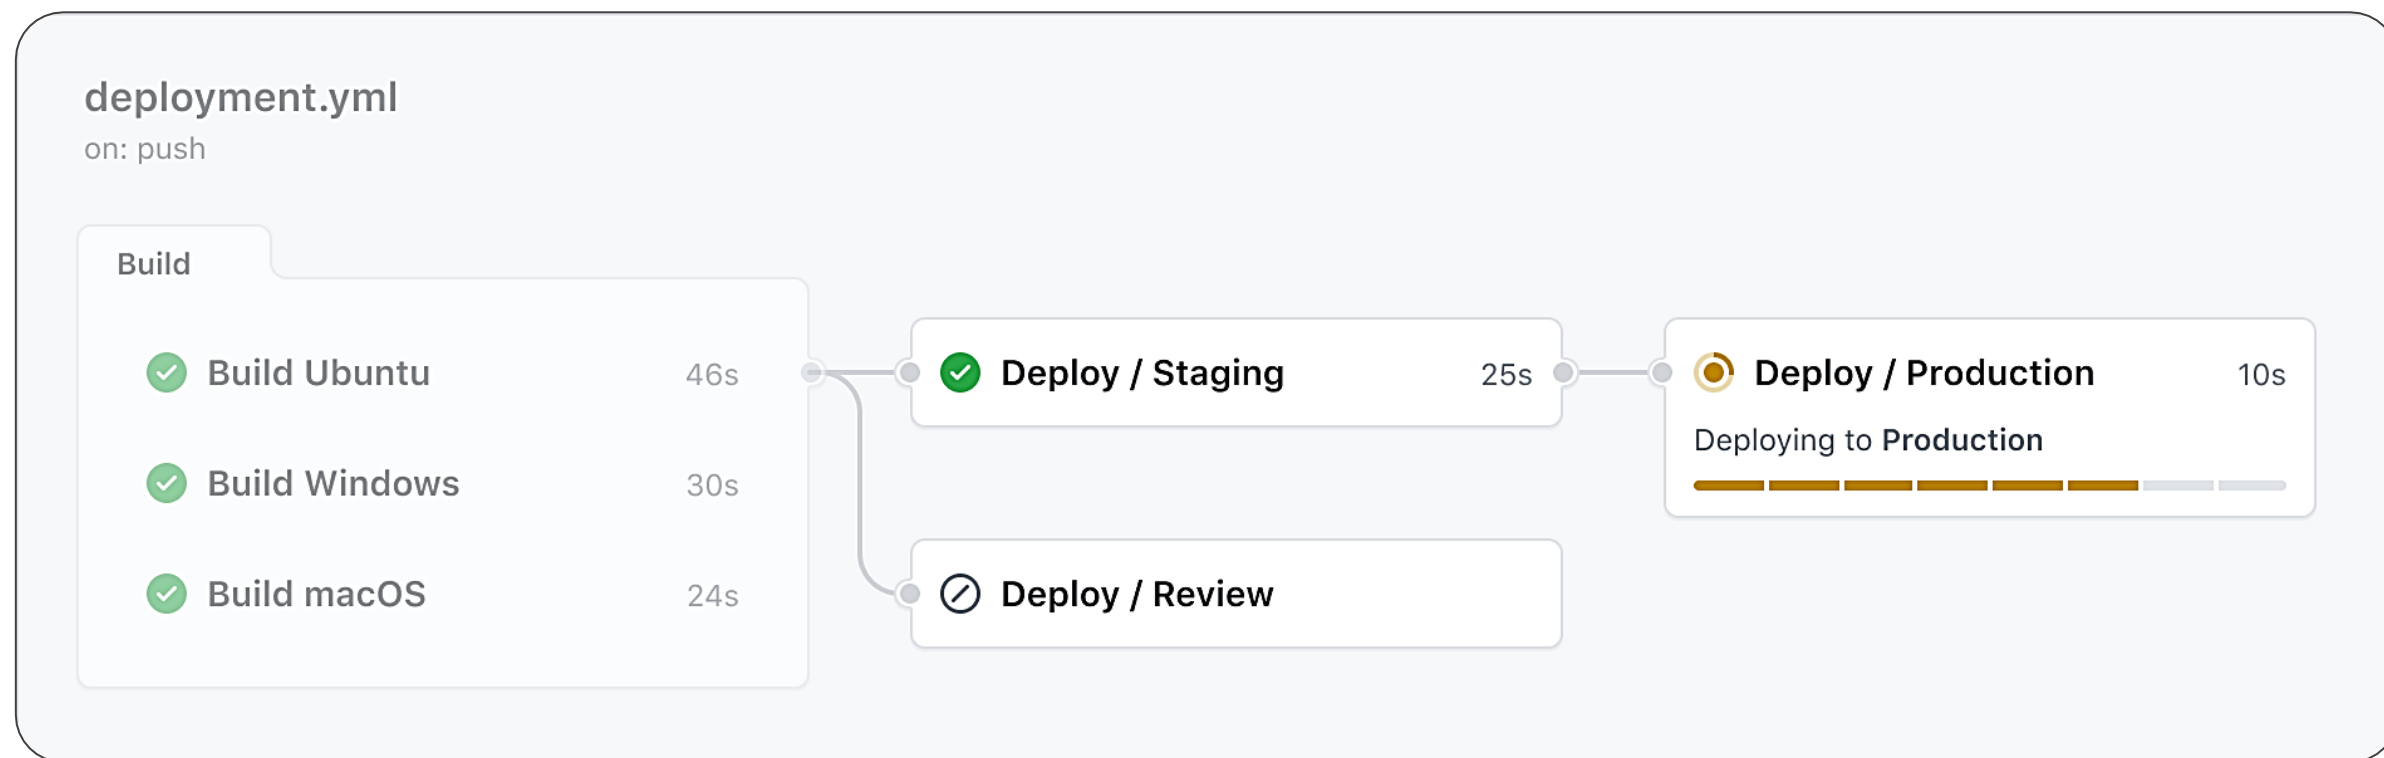 deployment.yml
on: push
Build
Build Ubuntu 46s
Build Windows 30s
Build macOS 24s
Deploy / Staging 25s
Deploy / Review
Deploy / Production 10s
Deploying to Production